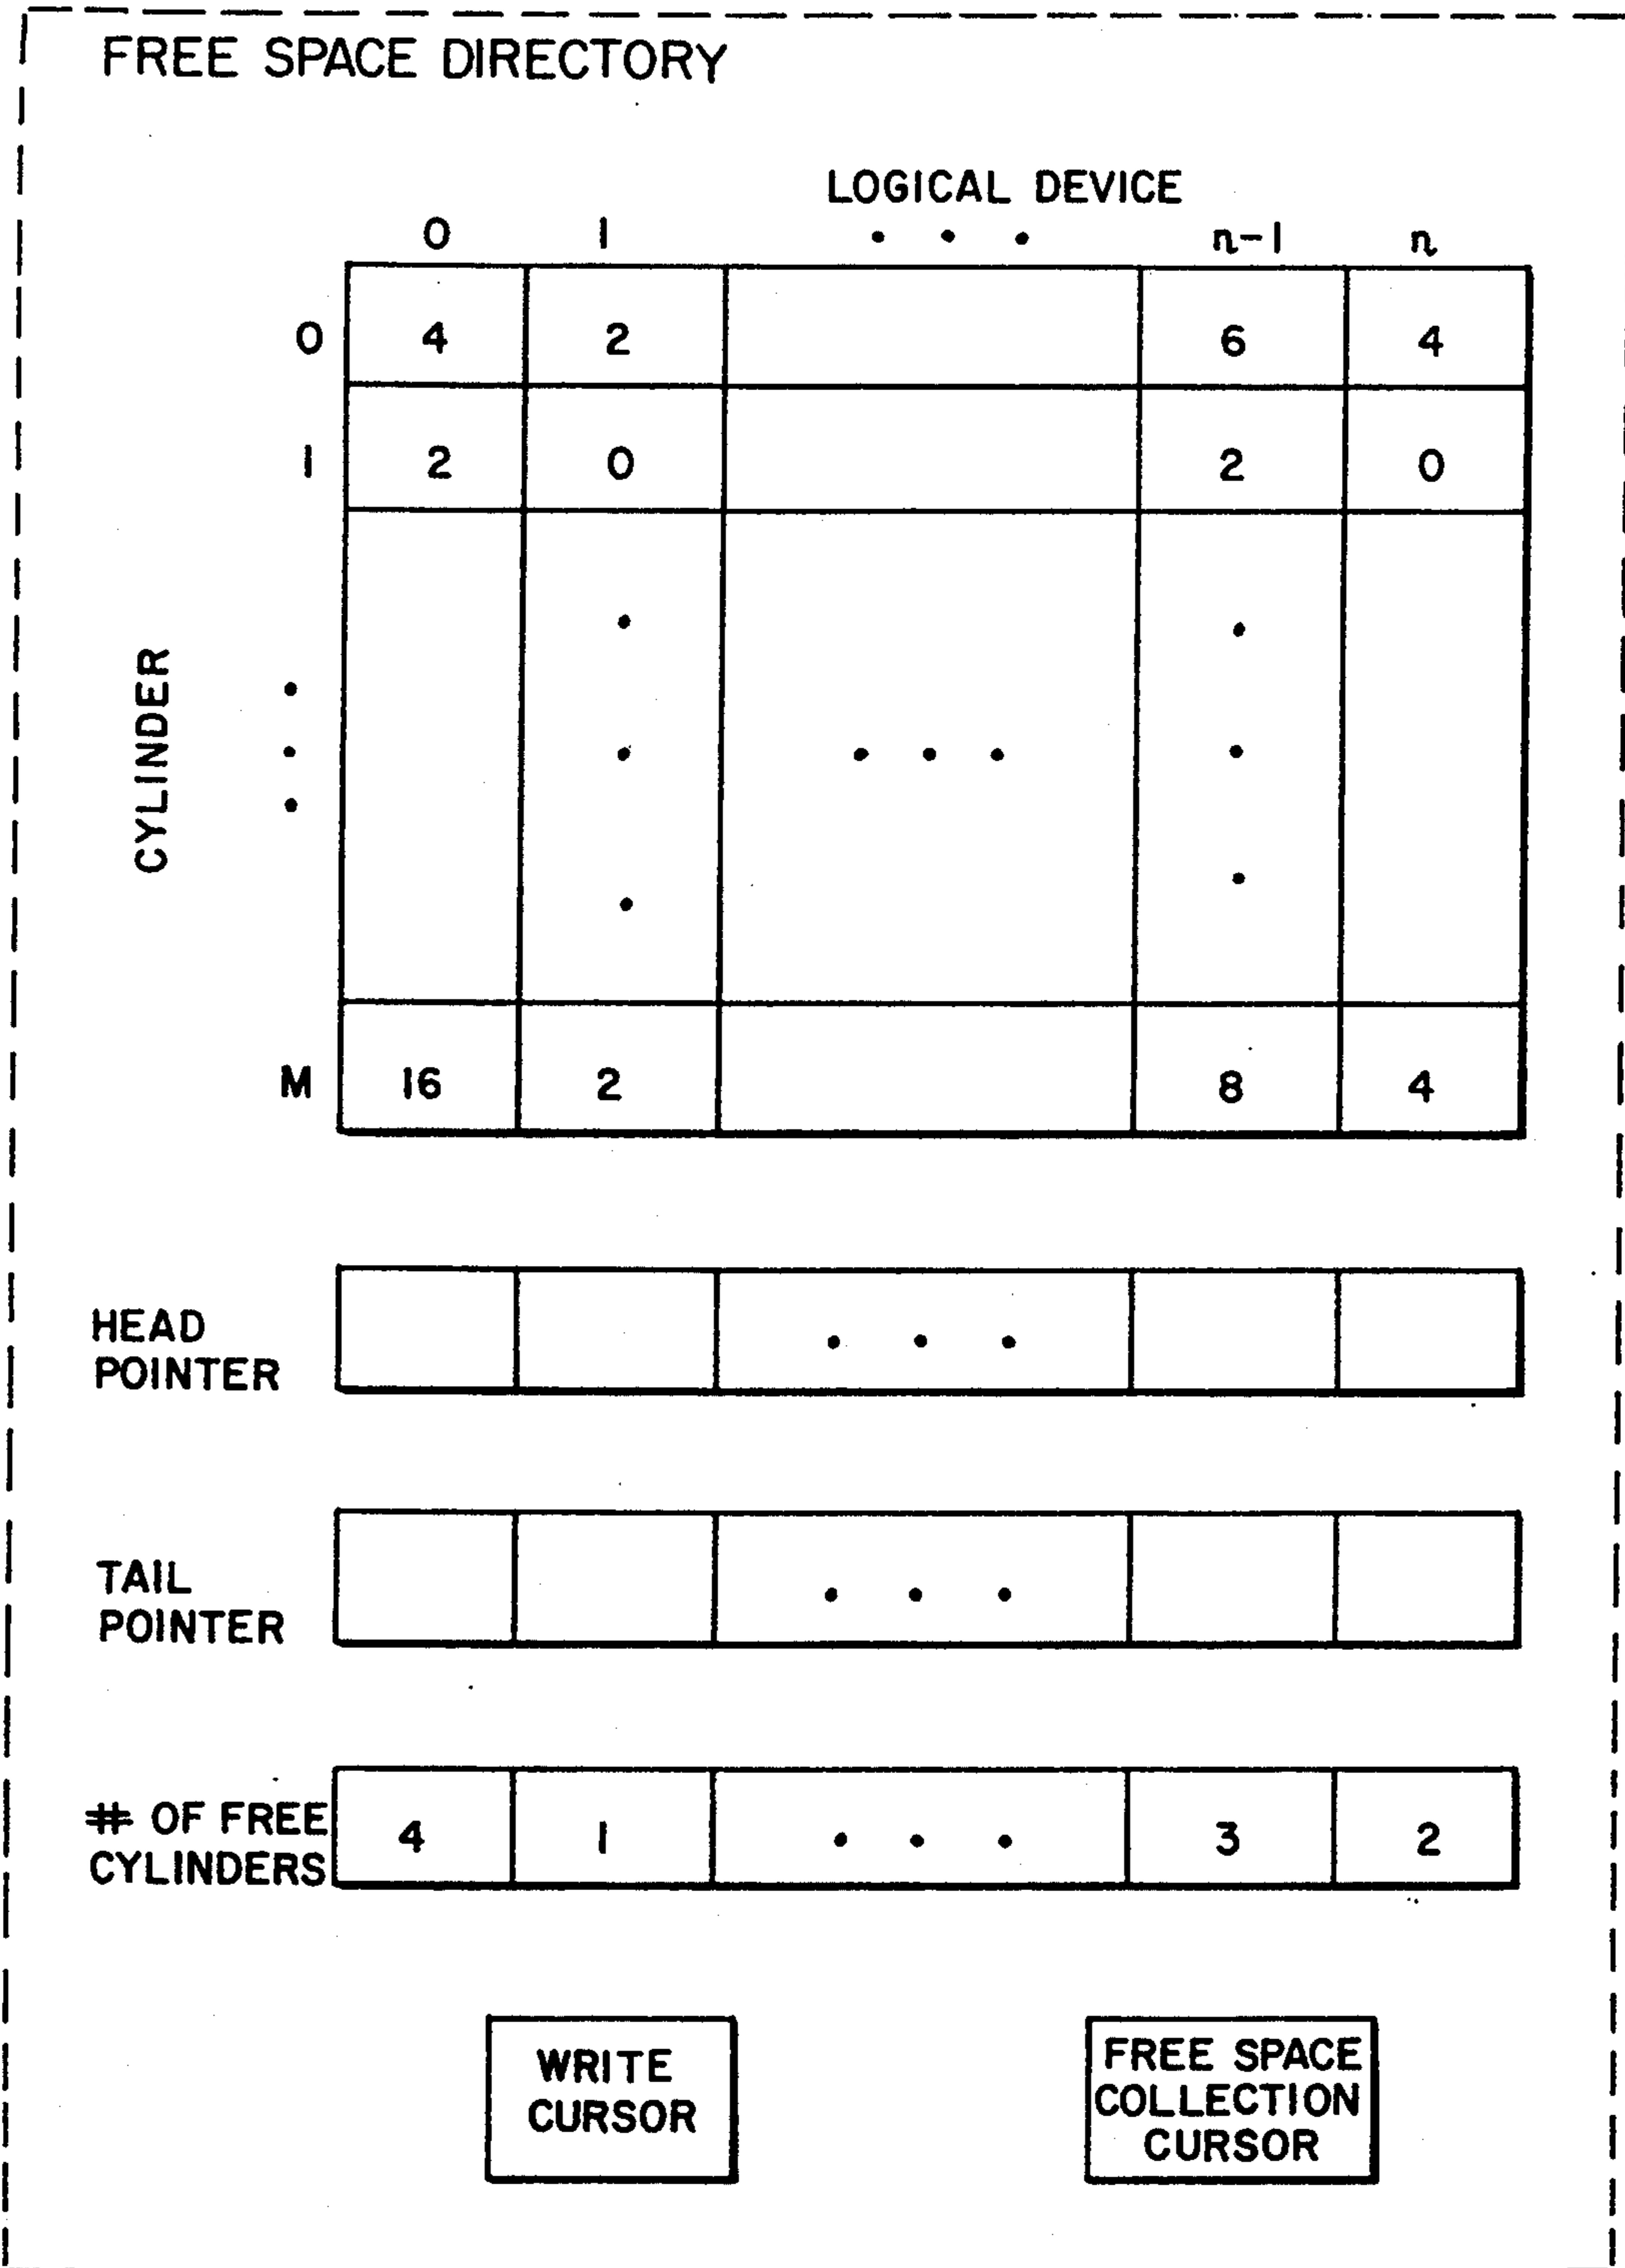 FREE SPACE DIRECTORY
LOGICAL DEVICE
0 1 • • • n-1 n
0 4 2 6 4
1 2 0 2 0
CYLINDER
M 16 2 8 4
HEAD
POINTER
TAIL
POINTER
# OF FREE
CYLINDERS
4 1 • • • 3 2
WRITE
CURSOR
FREE SPACE
COLLECTION
CURSOR